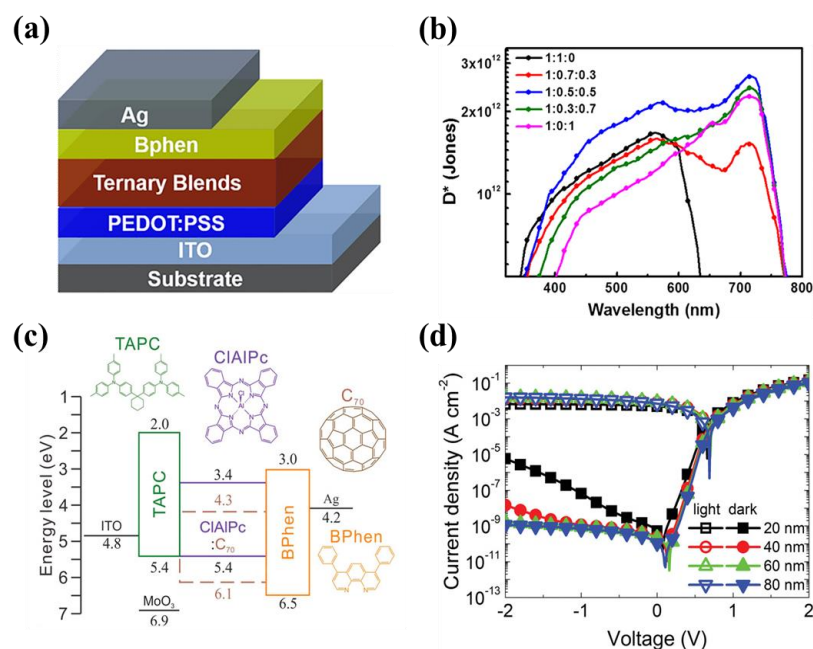 (a)
Ag
Bphen
Ternary Blends
PEDOT:PSS
ITO
Substrate
(b)
D* (Jones)
3x10¹²
2x10¹²
10¹²
1:1:0
1:0.7:0.3
1:0.5:0.5
1:0.3:0.7
1:0:1
400 500 600 700 800
Wavelength (nm)
(c)
TAPC
ClAlPc
Cl
Al
N
C₇₀
Energy level (eV)
1
2
3
4
5
6
7
ITO
4.8
2.0
TAPC
5.4
MoO₃
6.9
3.4
4.3
ClAlPc
:C₇₀
5.4
6.1
3.0
BPhen
6.5
Ag
4.2
BPhen
(d)
Current density (A cm⁻²)
10⁻¹
10⁻³
10⁻⁵
10⁻⁷
10⁻⁹
10⁻¹¹
10⁻¹³
light dark
20 nm
40 nm
60 nm
80 nm
-2 -1 0 1 2
Voltage (V)